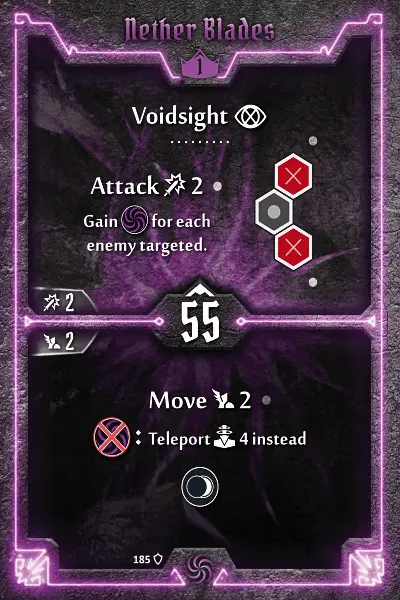 Nether Blades
1
Voidsight
Attack 2
Gain for each
enemy targeted.
2
55
2
Move 2
: Teleport 4 instead
185